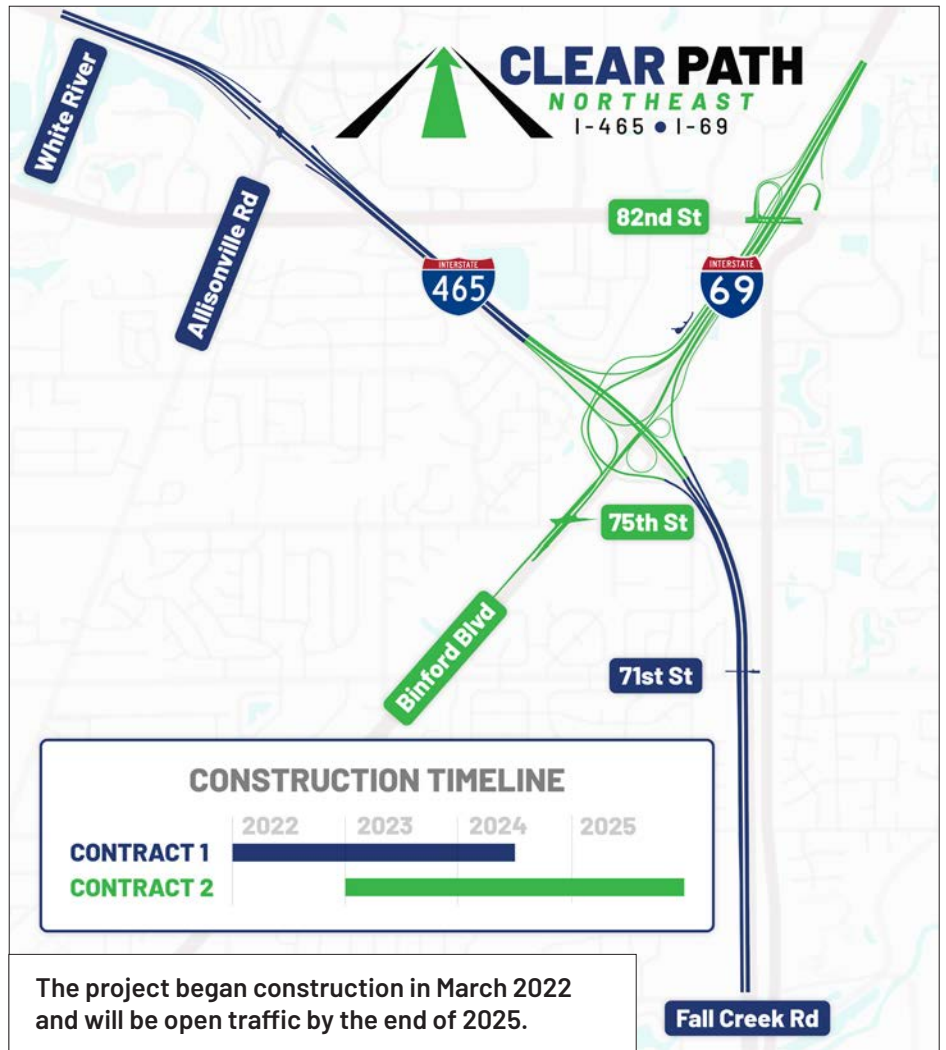 White River
CLEAR PATH
NORTHEAST
I-465 • I-69
Allisonville Rd
82nd St
INTERSTATE
465
INTERSTATE
69
75th St
Binford Blvd
71st St
CONSTRUCTION TIMELINE
2022 2023 2024 2025
CONTRACT 1
CONTRACT 2
The project began construction in March 2022
and will be open traffic by the end of 2025.
Fall Creek Rd